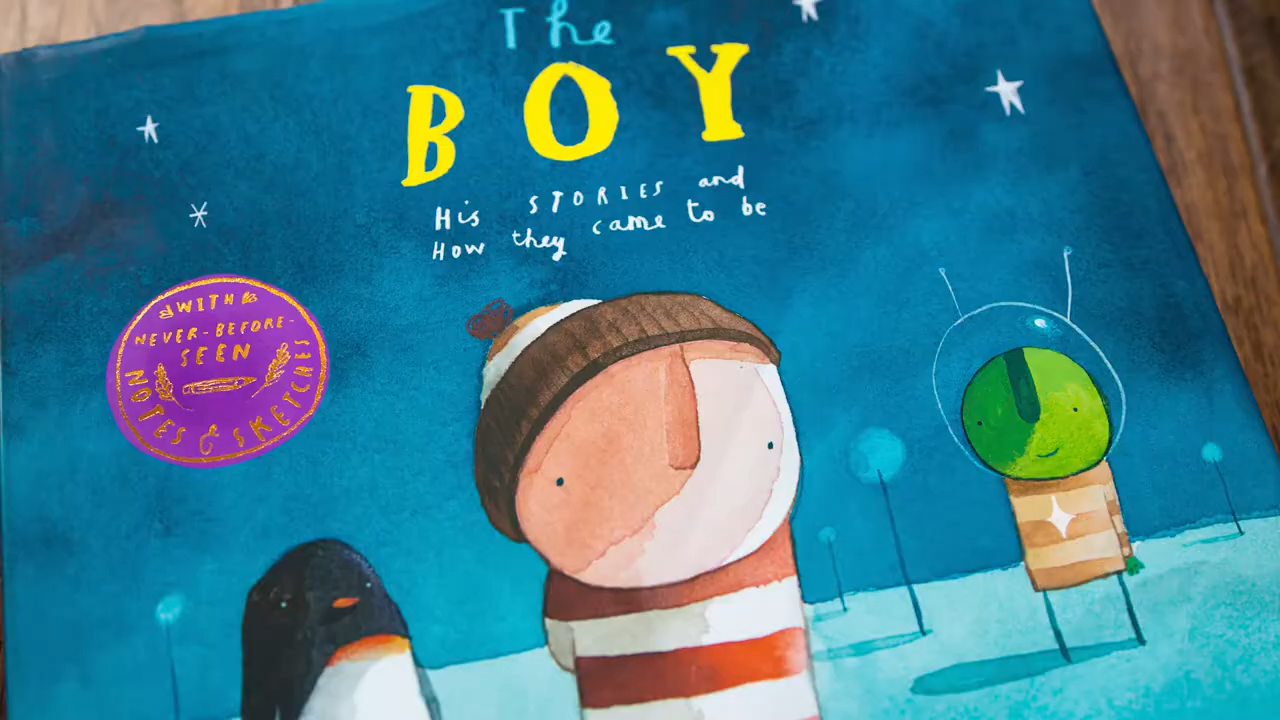 The
BOY
His STORIES and
How they came to be
WITH
NEVER-BEFORE-
SEEN
NOTES & SKETCHES